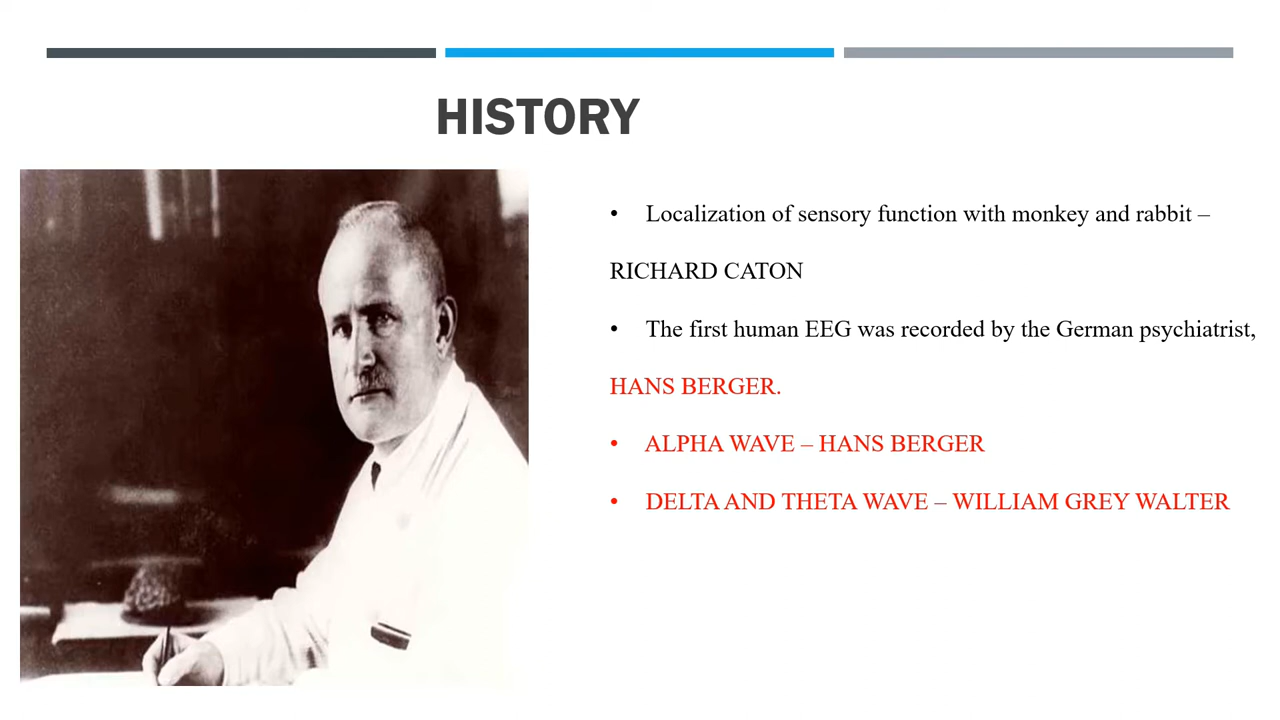 HISTORY
• Localization of sensory function with monkey and rabbit –
RICHARD CATON
• The first human EEG was recorded by the German psychiatrist,
HANS BERGER.
• ALPHA WAVE – HANS BERGER
• DELTA AND THETA WAVE – WILLIAM GREY WALTER